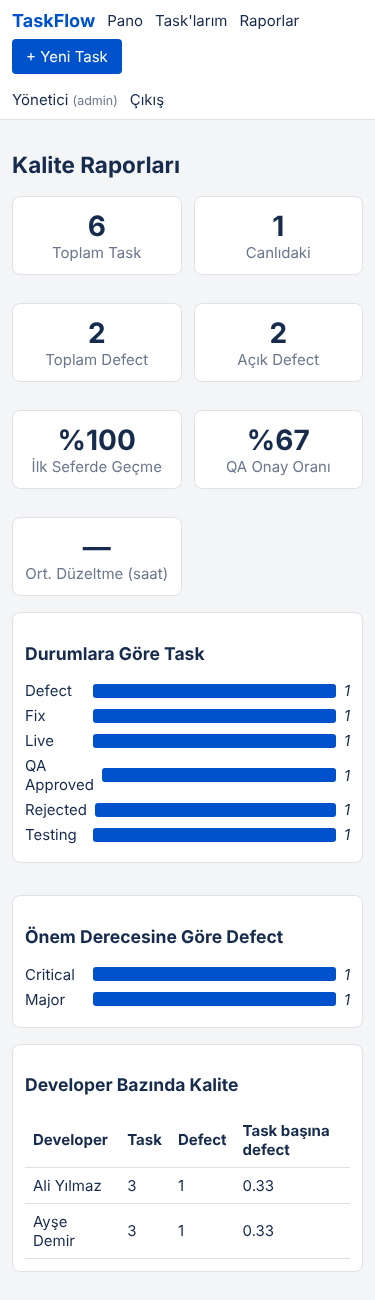 TaskFlow Pano Task'larım Raporlar
+ Yeni Task
Yönetici (admin) Çıkış
Kalite Raporları
6
Toplam Task
1
Canlıdaki
2
Toplam Defect
2
Açık Defect
%100
İlk Seferde Geçme
%67
QA Onay Oranı
—
Ort. Düzeltme (saat)
Durumlara Göre Task
Defect 1
Fix 1
Live 1
QA
Approved 1
Rejected 1
Testing 1
Önem Derecesine Göre Defect
Critical 1
Major 1
Developer Bazında Kalite
Developer Task Defect Task başına
defect
Ali Yılmaz 3 1 0.33
Ayşe
Demir 3 1 0.33